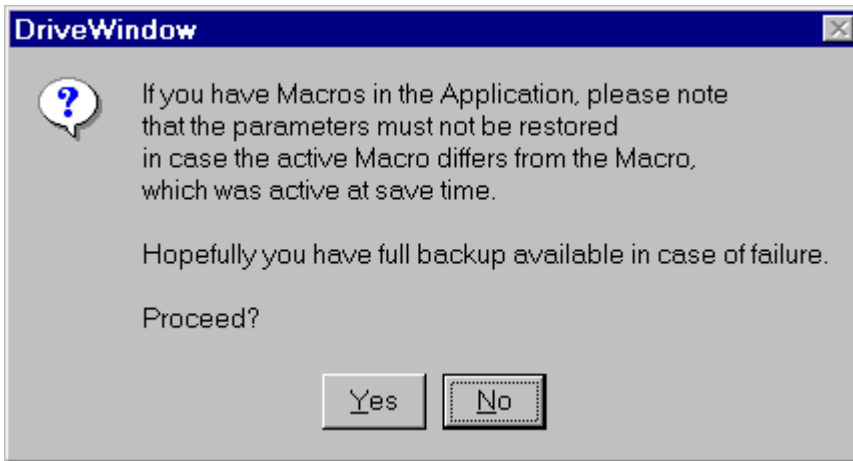 DriveWindow
If you have Macros in the Application, please note
that the parameters must not be restored
in case the active Macro differs from the Macro,
which was active at save time.
Hopefully you have full backup available in case of failure.
Proceed?
Yes No